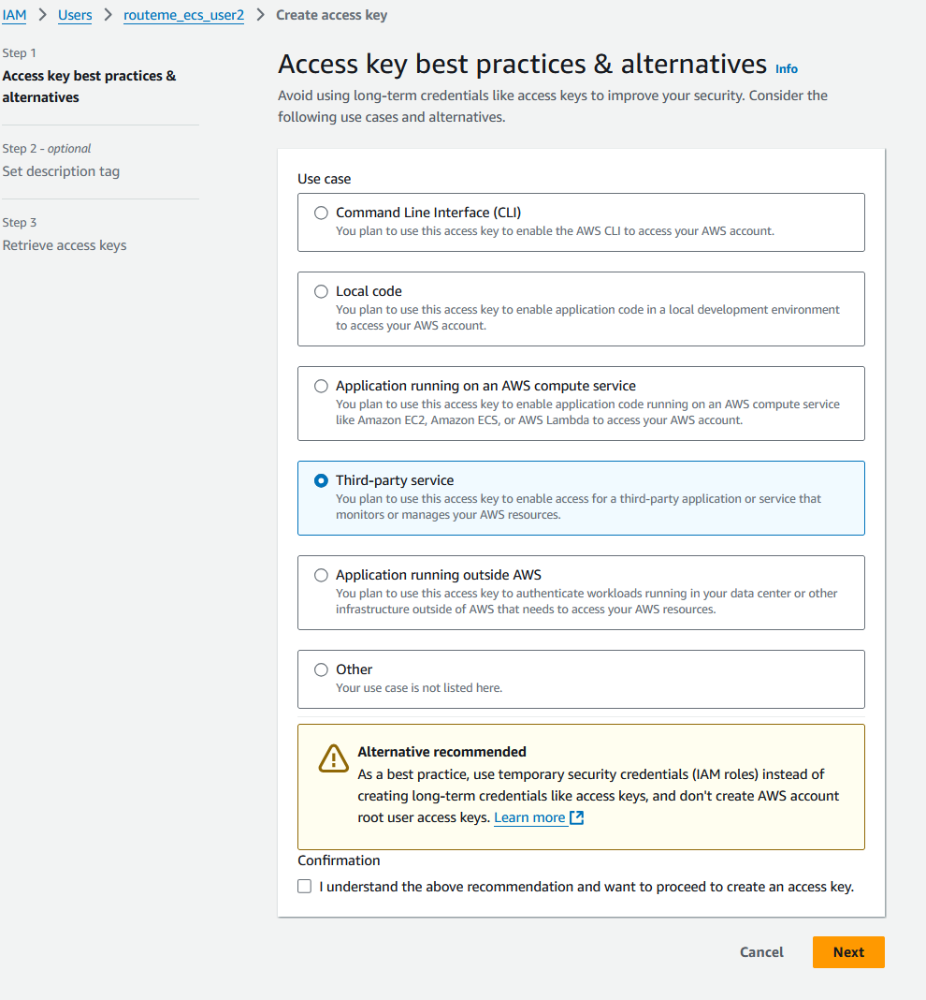 IAM > Users > routeme_ecs_user2 > Create access key
Step 1
Access key best practices &
alternatives
Step 2 - optional
Set description tag
Step 3
Retrieve access keys
Access key best practices & alternatives Info
Avoid using long-term credentials like access keys to improve your security. Consider the
following use cases and alternatives.
Use case
Command Line Interface (CLI)
You plan to use this access key to enable the AWS CLI to access your AWS account.
Local code
You plan to use this access key to enable application code in a local development environment
to access your AWS account.
Application running on an AWS compute service
You plan to use this access key to enable application code running on an AWS compute service
like Amazon EC2, Amazon ECS, or AWS Lambda to access your AWS account.
Third-party service
You plan to use this access key to enable access for a third-party application or service that
monitors or manages your AWS resources.
Application running outside AWS
You plan to use this access key to authenticate workloads running in your data center or other
infrastructure outside of AWS that needs to access your AWS resources.
Other
Your use case is not listed here.
Alternative recommended
As a best practice, use temporary security credentials (IAM roles) instead of
creating long-term credentials like access keys, and don't create AWS account
root user access keys. Learn more
Confirmation
I understand the above recommendation and want to proceed to create an access key.
Cancel
Next